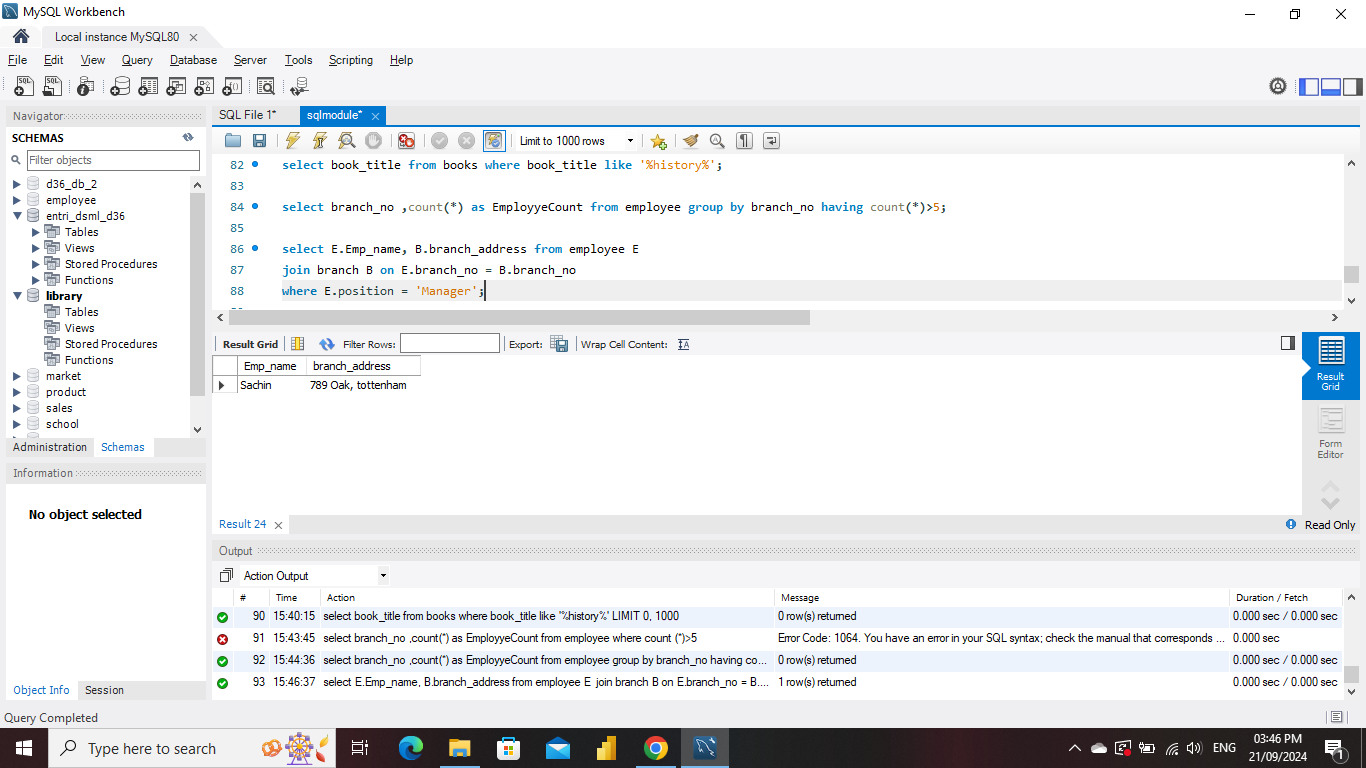 MySQL Workbench
Local instance MySQL80
File Edit View Query Database Server Tools Scripting Help
Navigator
SCHEMAS
Filter objects
d36_db_2
employee
entri_dsml_d36
Tables
Views
Stored Procedures
Functions
library
Tables
Views
Stored Procedures
Functions
market
product
sales
school
Administration Schemas
Information
No object selected
Object Info Session
SQL File 1* sqlmodule*
Limit to 1000 rows
82 select book_title from books where book_title like '%history%';
83
84 select branch_no ,count(*) as EmployyeCount from employee group by branch_no having count(*)>5;
85
86 select E.Emp_name, B.branch_address from employee E
87 join branch B on E.branch_no = B.branch_no
88 where E.position = 'Manager';
Result Grid Filter Rows: Export: Wrap Cell Content:
Emp_name branch_address
Sachin 789 Oak, tottenham
Result Grid
Form Editor
Result 24 Read Only
Output
Action Output
# Time Action Message Duration / Fetch
90 15:40:15 select book_title from books where book_title like '%history%' LIMIT 0, 1000 0 row(s) returned 0.000 sec / 0.000 sec
91 15:43:45 select branch_no ,count(*) as EmployyeCount from employee where count (*)>5 Error Code: 1064. You have an error in your SQL syntax; check the manual that corresponds ... 0.000 sec
92 15:44:36 select branch_no ,count(*) as EmployyeCount from employee group by branch_no having co... 0 row(s) returned 0.000 sec / 0.000 sec
93 15:46:37 select E.Emp_name, B.branch_address from employee E join branch B on E.branch_no = B.... 1 row(s) returned 0.000 sec / 0.000 sec
Query Completed
Type here to search
ENG
03:46 PM
21/09/2024
1